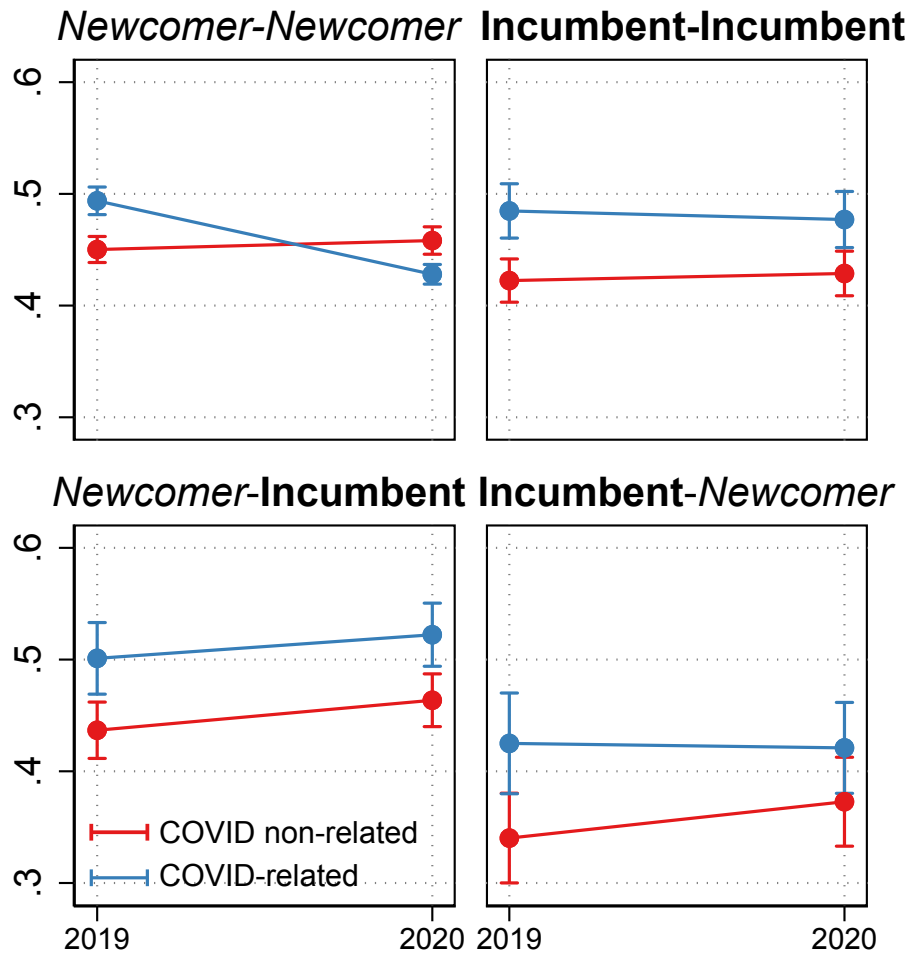 Newcomer-Newcomer Incumbent-Incumbent
.6
.5
.4
.3
Newcomer-Incumbent Incumbent-Newcomer
.6
.5
.4
.3
COVID non-related
COVID-related
2019 2020 2019 2020